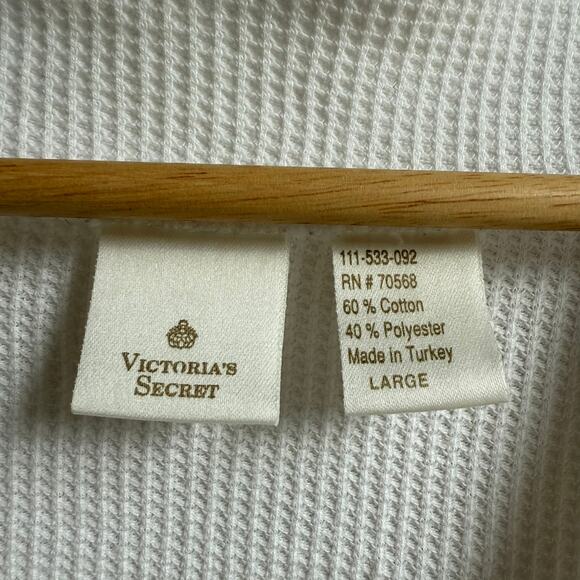 VICTORIA'S
SECRET
111-533-092
RN # 70568
60 % Cotton
40 % Polyester
Made in Turkey
LARGE